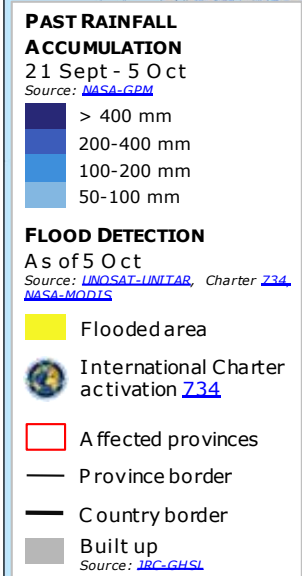 PAST RAINFALL
ACCUMULATION
21 Sept - 5 Oct
Source: NASA-GPM
> 400 mm
200-400 mm
100-200 mm
50-100 mm
FLOOD DETECTION
As of 5 Oct
Source: UNOSAT-UNITAR, Charter 734,
NASA-MODIS
Flooded area
International Charter
activation 734
Affected provinces
Province border
Country border
Built up
Source: JRC-GHSL